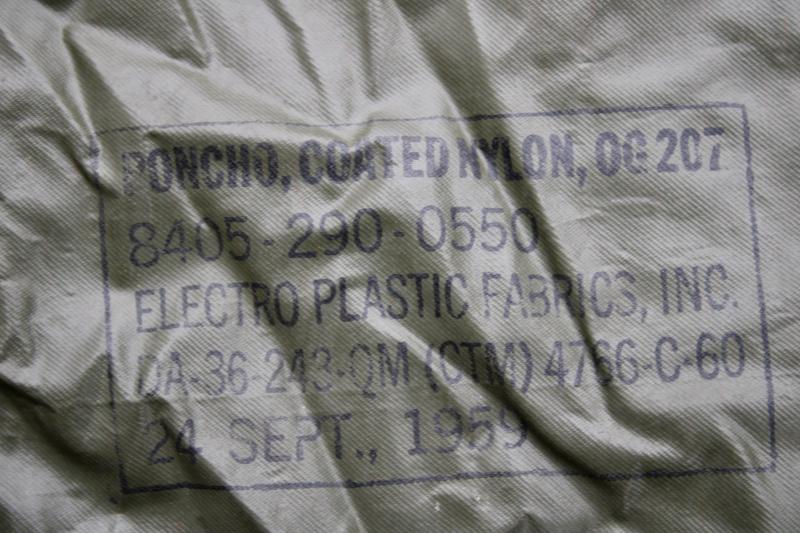 PONCHO, COATED NYLON, OG 207
8405-290-0550
ELECTRO PLASTIC FABRICS, INC.
DA-36-243-QM (CTM) 4766-C-60
24 SEPT., 1959